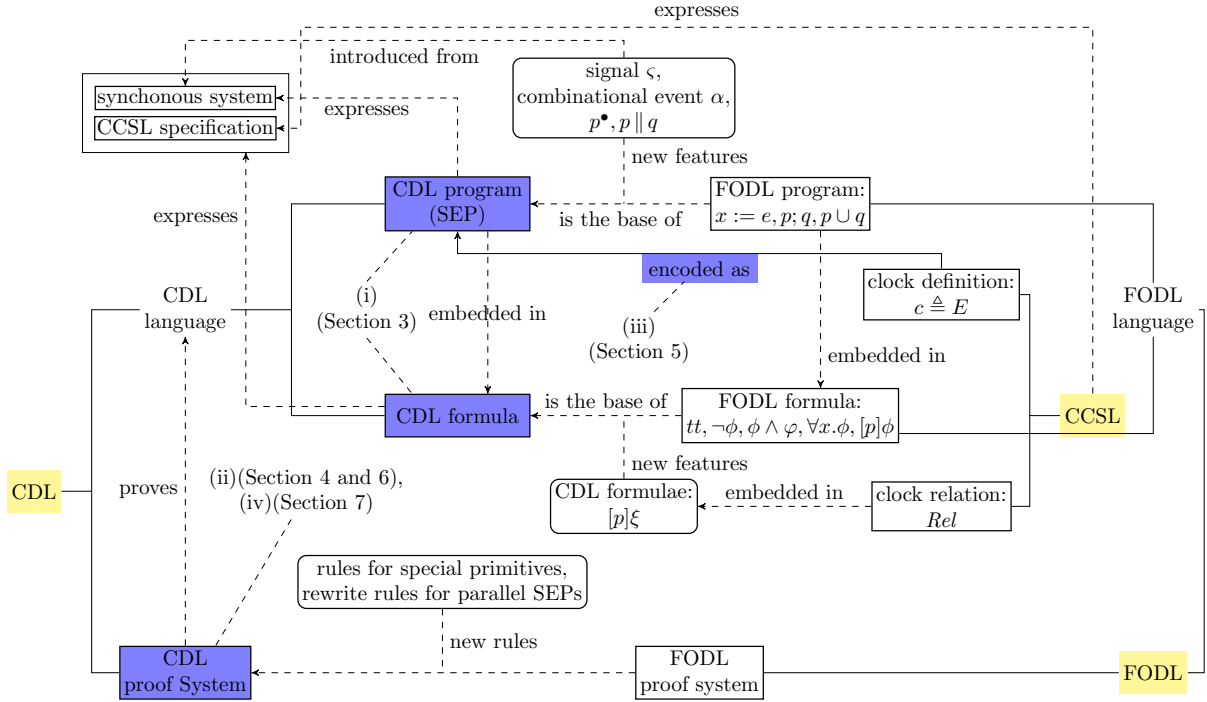 expresses
introduced from
signal ς,
combinational event α,
p•, p ∥ q
synchonous system
CCSL specification
expresses
new features
CDL program
(SEP)
FODL program:
x := e, p; q, p ∪ q
is the base of
expresses
encoded as
clock definition:
c ≜ E
CDL
language
(i)
(Section 3)
embedded in
(iii)
(Section 5)
embedded in
FODL
language
is the base of
CDL formula
FODL formula:
tt, ¬ϕ, ϕ ∧ φ, ∀x.ϕ, [p]ϕ
CCSL
new features
CDL
proves
(ii)(Section 4 and 6),
(iv)(Section 7)
CDL formulae:
[p]ξ
embedded in
clock relation:
Rel
rules for special primitives,
rewrite rules for parallel SEPs
new rules
CDL
proof System
FODL
proof system
FODL